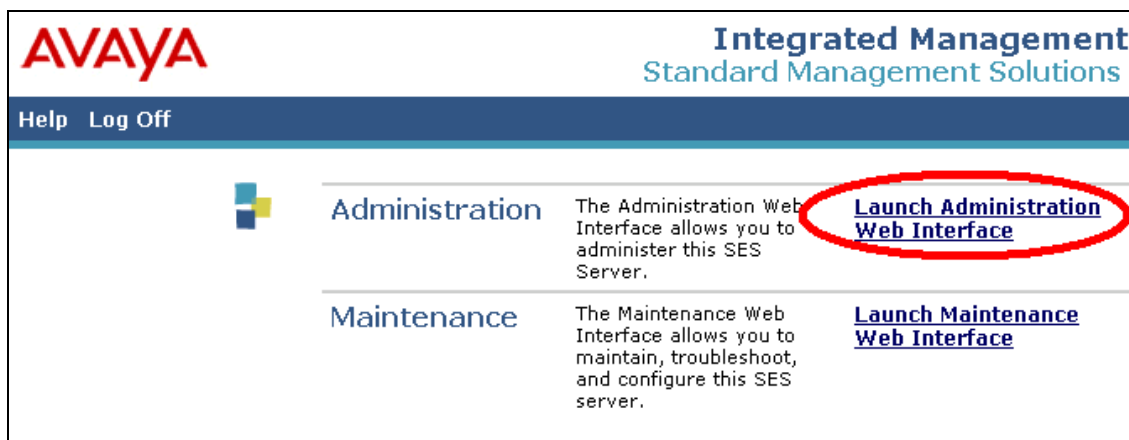 AVAYA
Integrated Management
Standard Management Solutions
Help Log Off
Administration
The Administration Web
Interface allows you to
administer this SES
Server.
Launch Administration
Web Interface
Maintenance
The Maintenance Web
Interface allows you to
maintain, troubleshoot,
and configure this SES
server.
Launch Maintenance
Web Interface